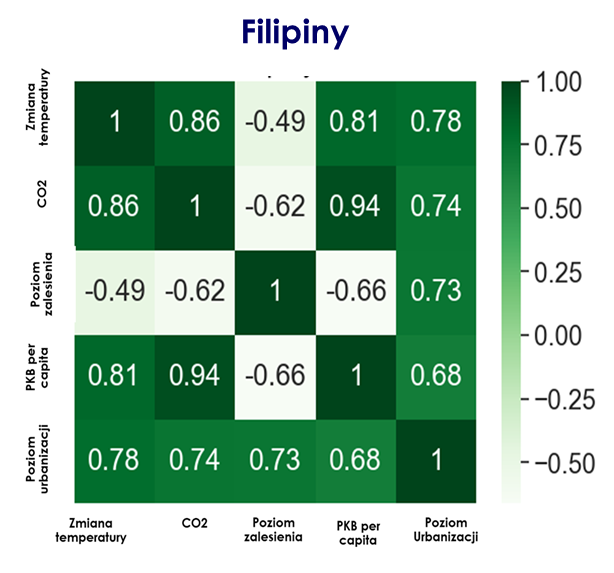 Filipiny
Zmiana temperatury
1 0.86 -0.49 0.81 0.78
CO2
0.86 1 -0.62 0.94 0.74
Poziom zalesienia
-0.49 -0.62 1 -0.66 0.73
PKB per capita
0.81 0.94 -0.66 1 0.68
Poziom urbanizacji
0.78 0.74 0.73 0.68 1
Zmiana temperatury
CO2
Poziom zalesienia
PKB per capita
Poziom Urbanizacji
1.00
0.75
0.50
0.25
0.00
−0.25
−0.50